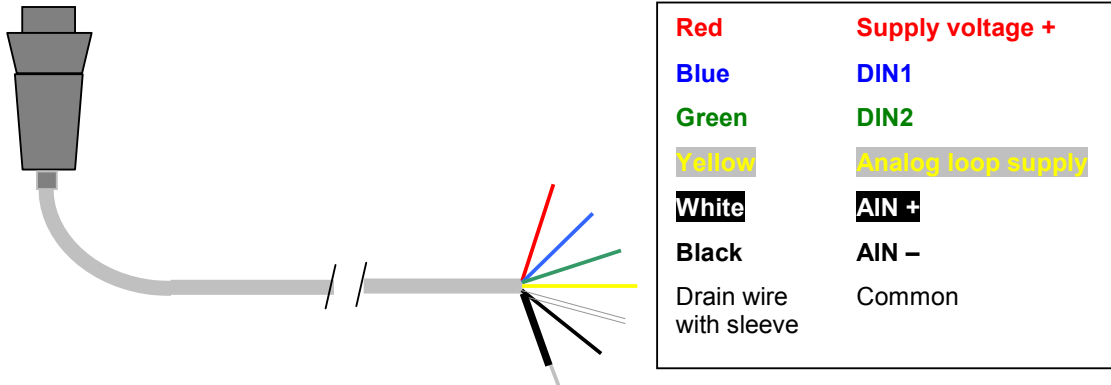 Red Supply voltage +
Blue DIN1
Green DIN2
Yellow Analog loop supply
White AIN +
Black AIN –
Drain wire Common
with sleeve